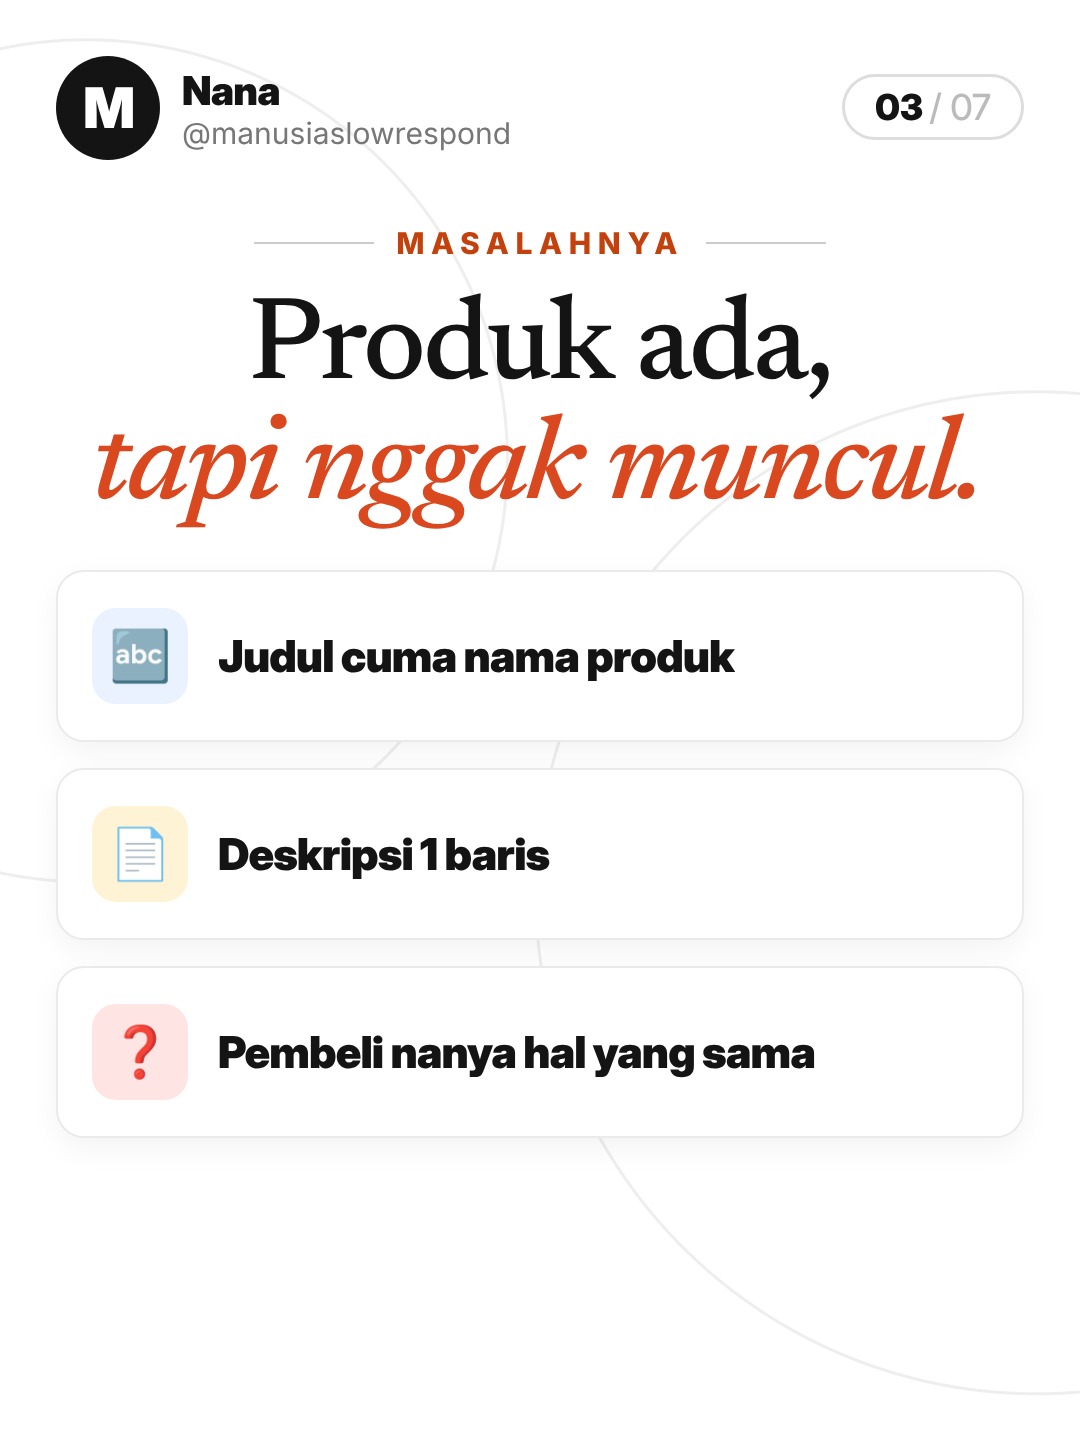 M
Nana
@manusiaslowrespond
03 / 07
MASALAHNYA
Produk ada,
tapi nggak muncul.
abc
Judul cuma nama produk
Deskripsi 1 baris
❓
Pembeli nanya hal yang sama